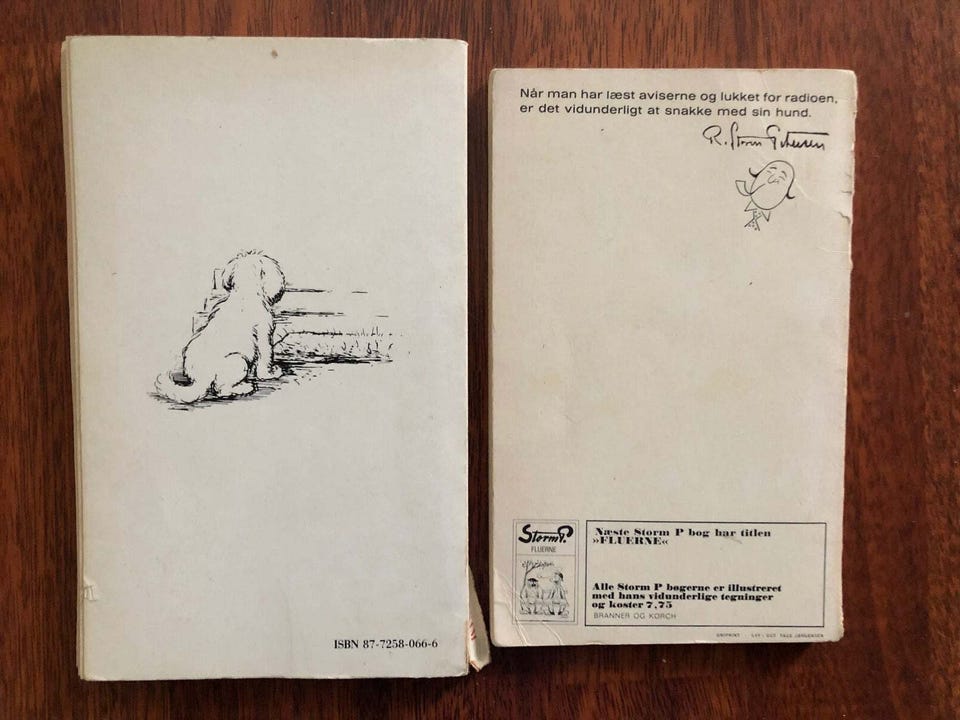 ISBN 87-7258-066-6
Når man har læst aviserne og lukket for radioen,
er det vidunderligt at snakke med sin hund.
R. Storm Petersen
Storm P.
FLUERNE
Næste Storm P bog har titlen
»FLUERNE«
Alle Storm P bøgerne er illustreret
med hans vidunderlige tegninger
og koster 7,75
BRANNER OG KORCH